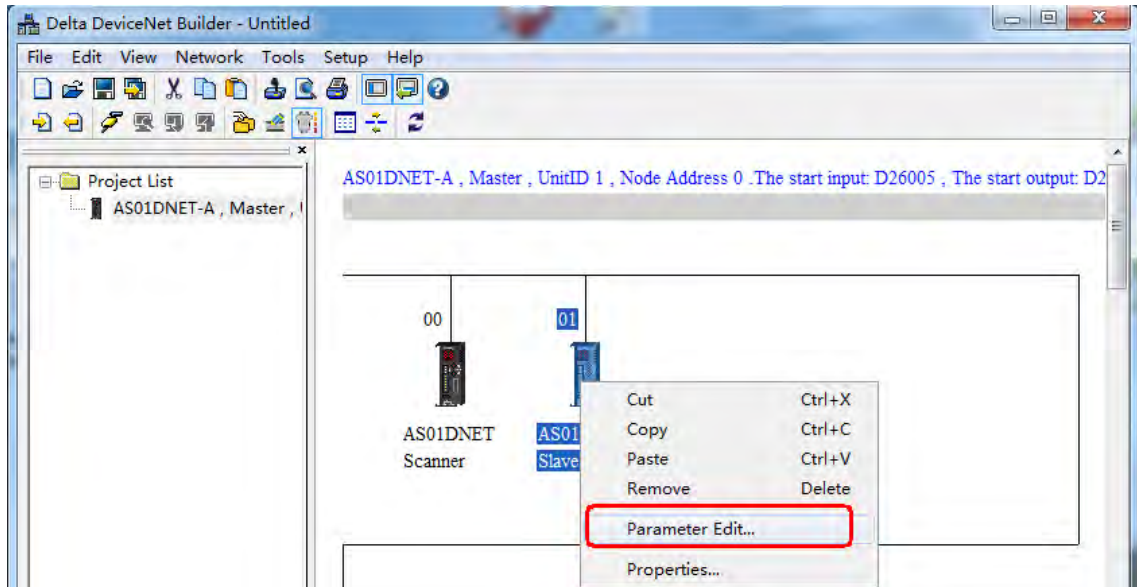 Delta DeviceNet Builder - Untitled
File Edit View Network Tools Setup Help
Project List
AS01DNET-A , Master ,
AS01DNET-A , Master , UnitID 1 , Node Address 0 .The start input: D26005 , The start output: D2
00
01
AS01DNET
Scanner
AS01
Slave
Cut Ctrl+X
Copy Ctrl+C
Paste Ctrl+V
Remove Delete
Parameter Edit...
Properties...